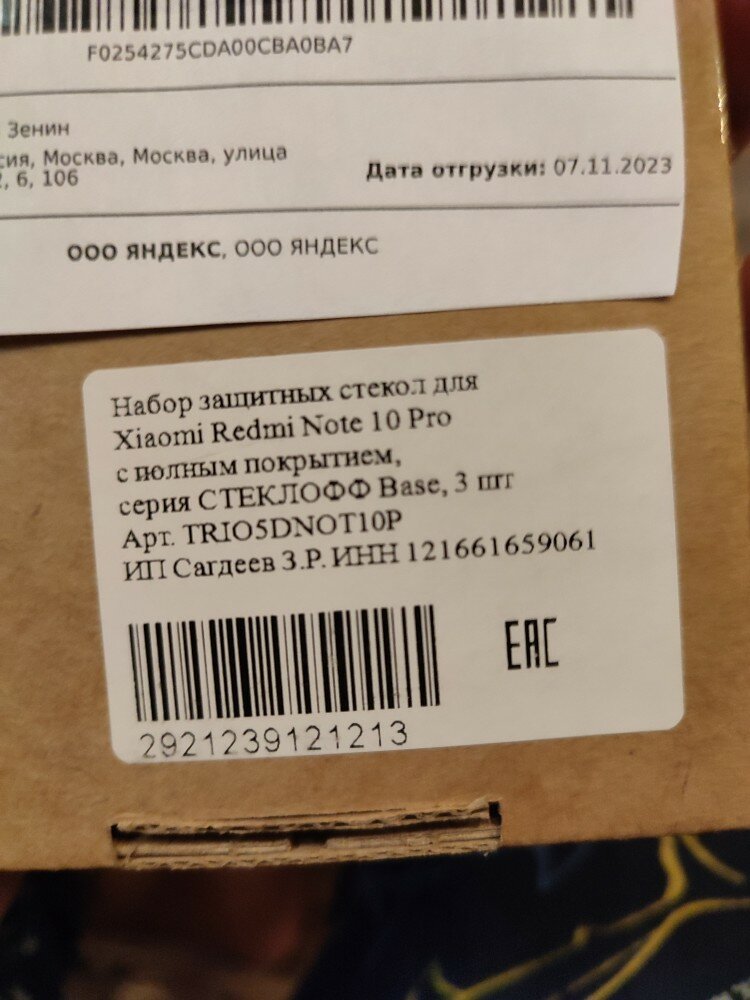 F0254275CDA00CBA0BA7
Зенин
сия, Москва, Москва, улица
, 6, 106
Дата отгрузки: 07.11.2023
ООО ЯНДЕКС, ООО ЯНДЕКС
Набор защитных стекол для
Xiaomi Redmi Note 10 Pro
с полным покрытием,
серия СТЕКЛОФФ Base, 3 шт
Арт. TRIO5DNOT10P
ИП Сагдеев З.Р. ИНН 121661659061
EAC
2921239121213